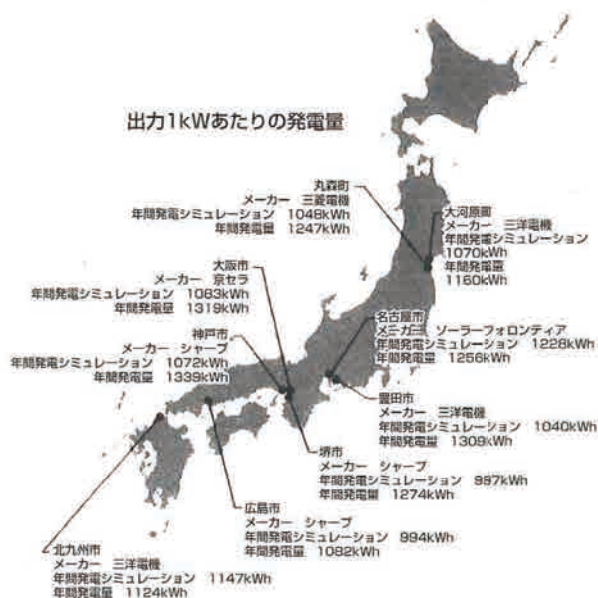 出力1kWあたりの発電量
丸森町
メーカー 三菱電機
年間発電シミュレーション 1048kWh
年間発電量 1247kWh
大河原町
メーカー 三洋電機
年間発電シミュレーション
1070kWh
年間発電量
1160kWh
大阪市
メーカー 京セラ
年間発電シミュレーション 1083kWh
年間発電量 1319kWh
神戸市
メーカー シャープ
年間発電シミュレーション 1072kWh
年間発電量 1339kWh
名古屋市
メーカー ソーラーフォロンティア
年間発電シミュレーション 1228kWh
年間発電量 1256kWh
豊田市
メーカー 三洋電機
年間発電シミュレーション 1040kWh
年間発電量 1309kWh
堺市
メーカー シャープ
年間発電シミュレーション 987kWh
年間発電量 1274kWh
広島市
メーカー シャープ
年間発電シミュレーション 994kWh
年間発電量 1082kWh
北九州市
メーカー 三洋電機
年間発電シミュレーション 1147kWh
年間発電量 1124kWh